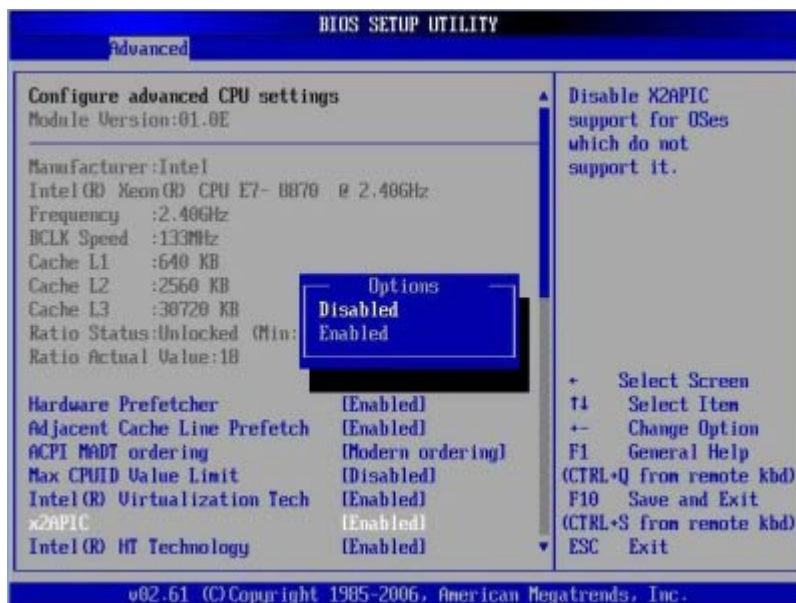 BIOS SETUP UTILITY
Advanced
Configure advanced CPU settings
Module Version:01.0E
Manufacturer:Intel
Intel(R) Xeon(R) CPU E7- 8870 @ 2.40GHz
Frequency :2.40GHz
BCLK Speed :133MHz
Cache L1 :640 KB
Cache L2 :2560 KB
Cache L3 :30720 KB
Ratio Status:Unlocked (Min:
Ratio Actual Value:18
Options
Disabled
Enabled
Hardware Prefetcher [Enabled]
Adjacent Cache Line Prefetch [Enabled]
ACPI MADT ordering [Modern ordering]
Max CPUID Value Limit [Disabled]
Intel(R) Virtualization Tech [Enabled]
x2APIC [Enabled]
Intel(R) HT Technology [Enabled]
Disable X2APIC
support for OSes
which do not
support it.
← Select Screen
↑↓ Select Item
+- Change Option
F1 General Help
(CTRL+Q from remote kbd)
F10 Save and Exit
(CTRL+S from remote kbd)
ESC Exit
v02.61 (C)Copyright 1985-2006, American Megatrends, Inc.